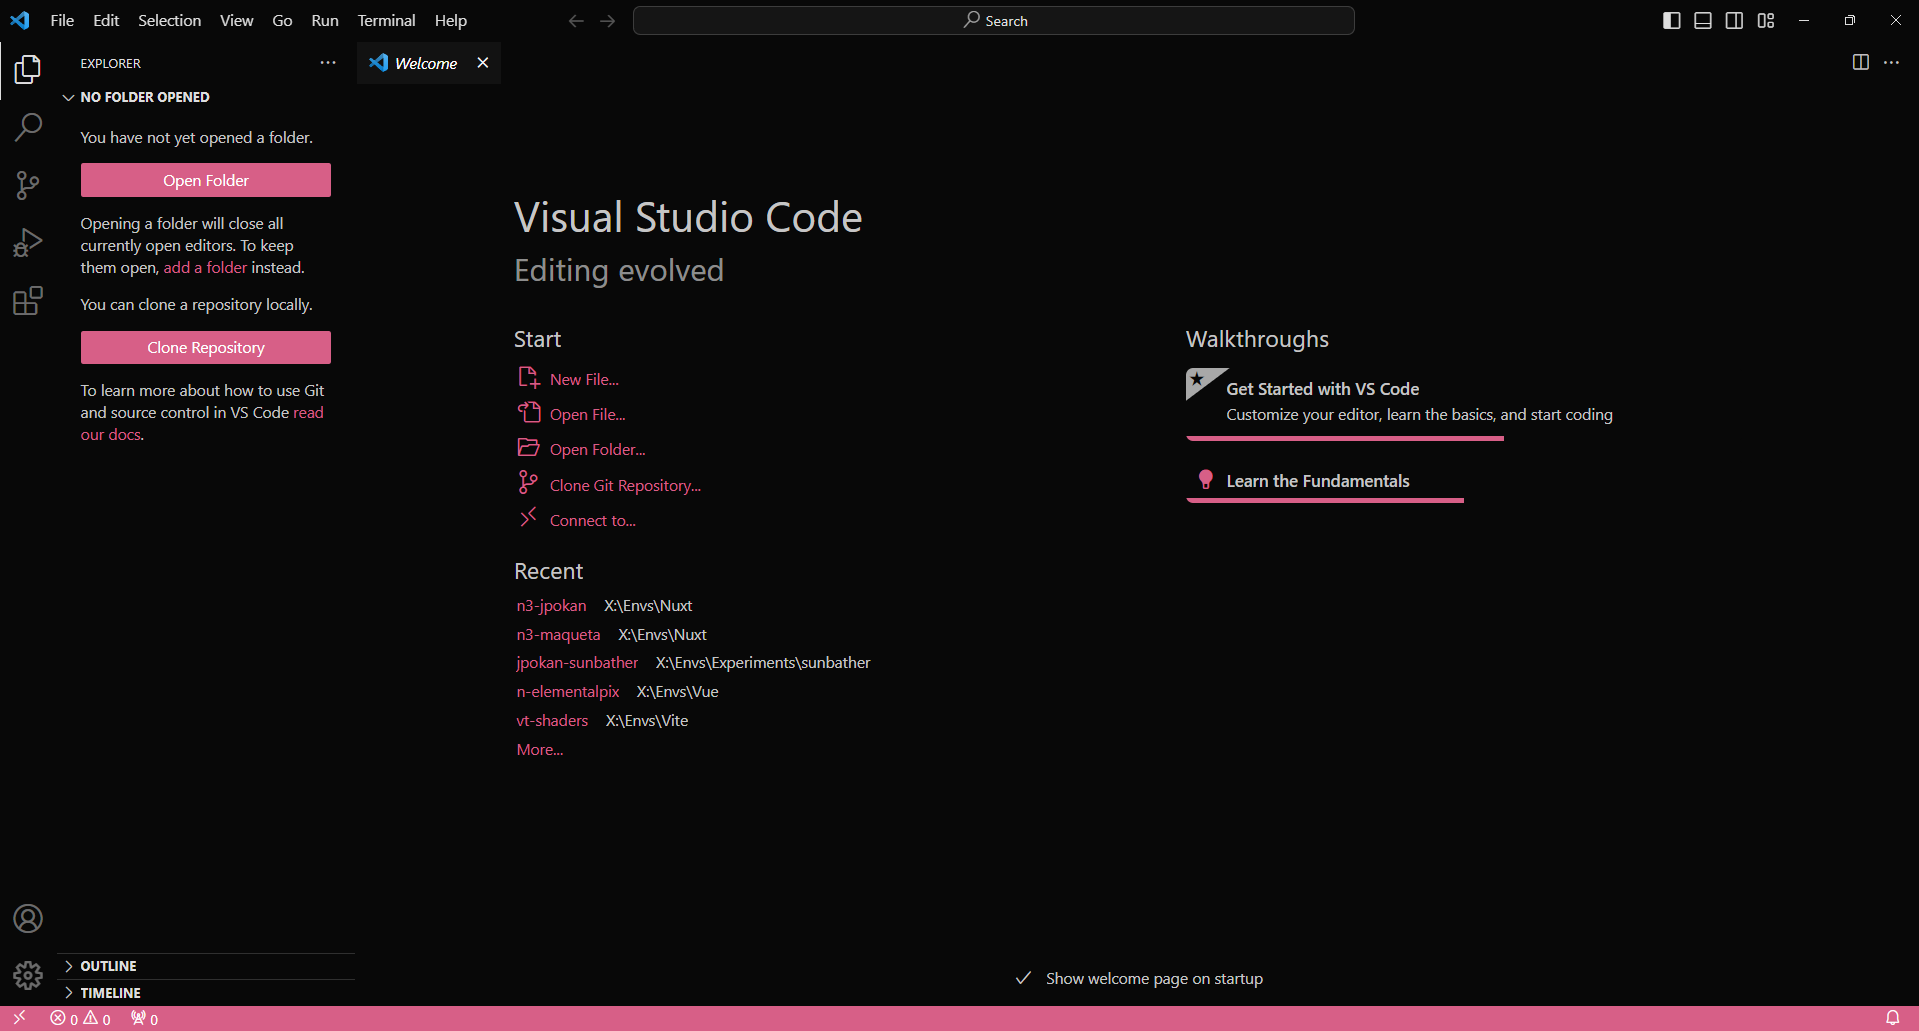 File Edit Selection View Go Run Terminal Help
Search
EXPLORER
Welcome
NO FOLDER OPENED
You have not yet opened a folder.
Open Folder
Opening a folder will close all
currently open editors. To keep
them open, add a folder instead.
You can clone a repository locally.
Clone Repository
To learn more about how to use Git
and source control in VS Code read
our docs.
OUTLINE
TIMELINE
Visual Studio Code
Editing evolved
Start
New File...
Open File...
Open Folder...
Clone Git Repository...
Connect to...
Recent
n3-jpokan X:\Envs\Nuxt
n3-maqueta X:\Envs\Nuxt
jpokan-sunbather X:\Envs\Experiments\sunbather
n-elementalpix X:\Envs\Vue
vt-shaders X:\Envs\Vite
More...
Walkthroughs
Get Started with VS Code
Customize your editor, learn the basics, and start coding
Learn the Fundamentals
Show welcome page on startup
0 0 0